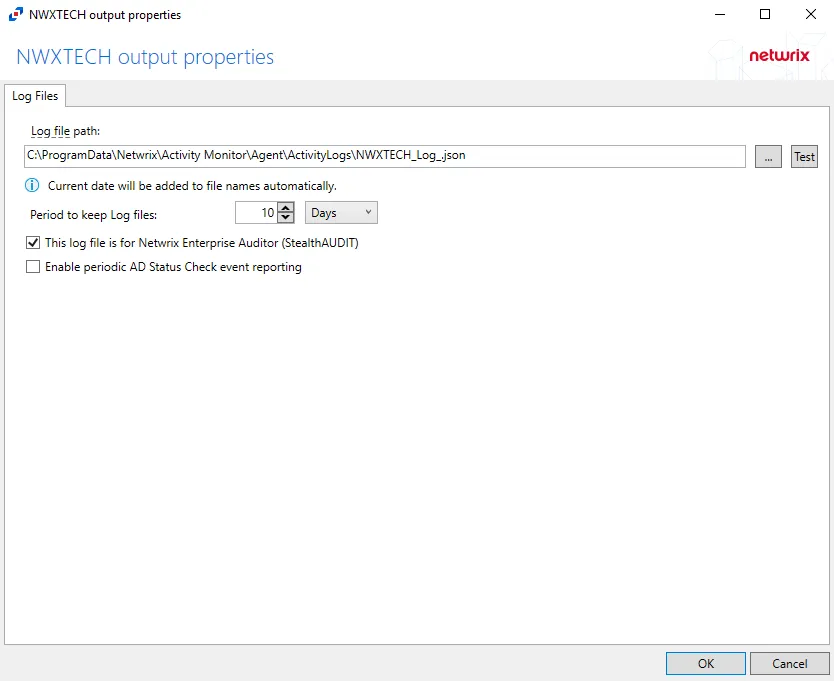 NWXTECH output properties
NWXTECH output properties
netwrix
Log Files
Log file path:
C:\ProgramData\Netwrix\Activity Monitor\Agent\ActivityLogs\NWXTECH_Log_.json
... Test
Current date will be added to file names automatically.
Period to keep Log files: 10 Days
This log file is for Netwrix Enterprise Auditor (StealthAUDIT)
Enable periodic AD Status Check event reporting
OK Cancel